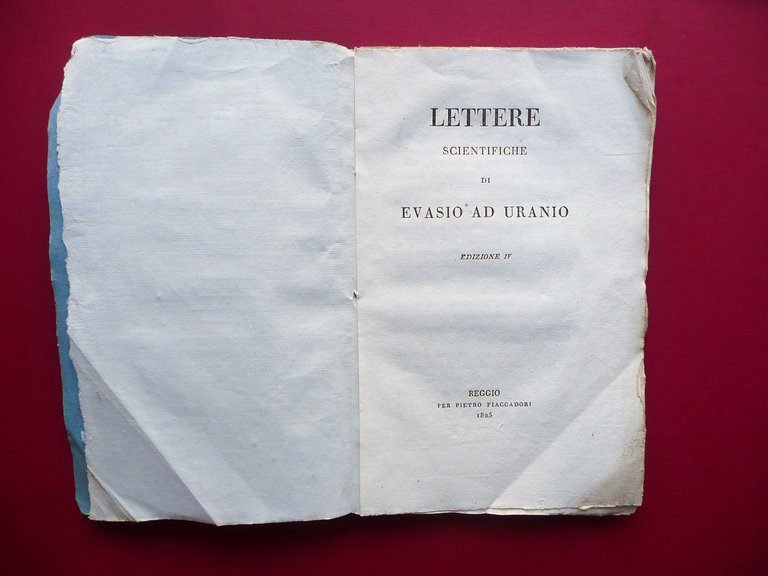 LETTERE
SCIENTIFICHE
DI
EVASIO AD URANIO
EDIZIONE IV
REGGIO
PER PIETRO FIACCADORI
1825